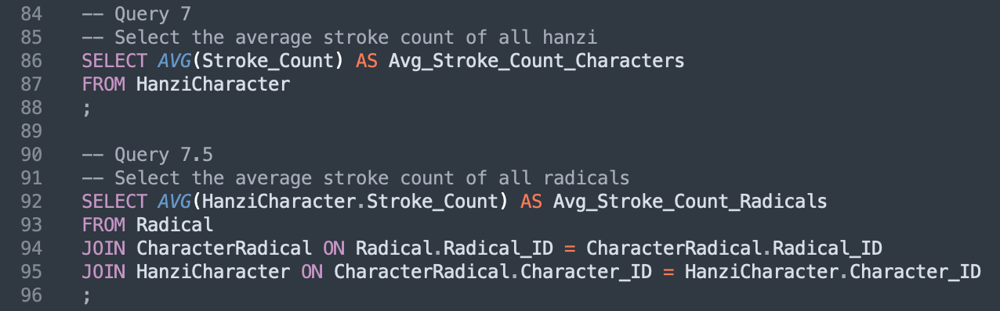 84 -- Query 7
85 -- Select the average stroke count of all hanzi
86 SELECT AVG(Stroke_Count) AS Avg_Stroke_Count_Characters
87 FROM HanziCharacter
88 ;
89
90 -- Query 7.5
91 -- Select the average stroke count of all radicals
92 SELECT AVG(HanziCharacter.Stroke_Count) AS Avg_Stroke_Count_Radicals
93 FROM Radical
94 JOIN CharacterRadical ON Radical.Radical_ID = CharacterRadical.Radical_ID
95 JOIN HanziCharacter ON CharacterRadical.Character_ID = HanziCharacter.Character_ID
96 ;